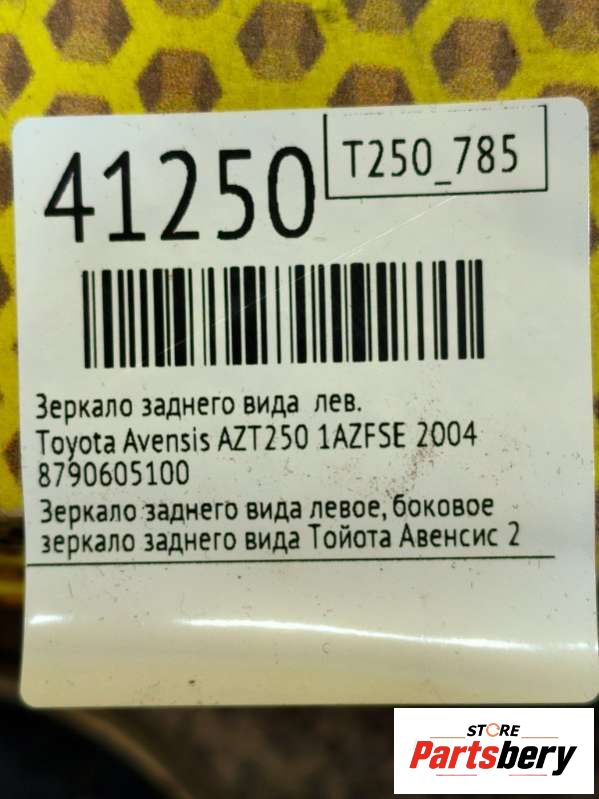 41250
T250_785
Зеркало заднего вида лев.
Toyota Avensis AZT250 1AZFSE 2004
8790605100
Зеркало заднего вида левое, боковое
зеркало заднего вида Тойота Авенсис 2
STORE
Partsbery